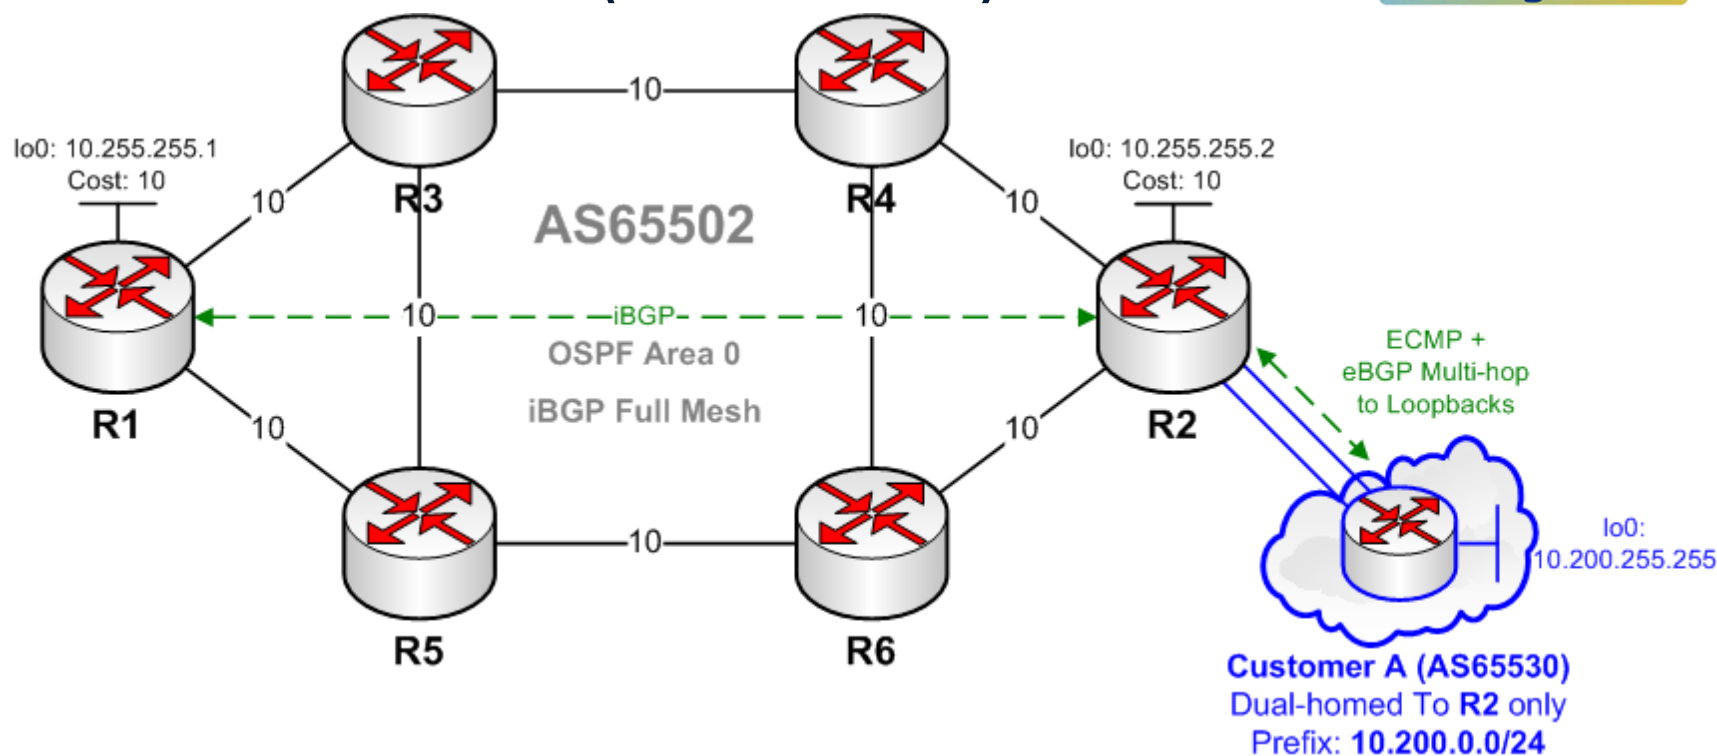 10
lo0: 10.255.255.1
Cost: 10
lo0: 10.255.255.2
Cost: 10
R3
R4
10
10
AS65502
10
iBGP
10
OSPF Area 0
iBGP Full Mesh
R1
R2
ECMP +
eBGP Multi-hop
to Loopbacks
10
10
10
R5
R6
lo0:
10.200.255.255
Customer A (AS65530)
Dual-homed To R2 only
Prefix: 10.200.0.0/24